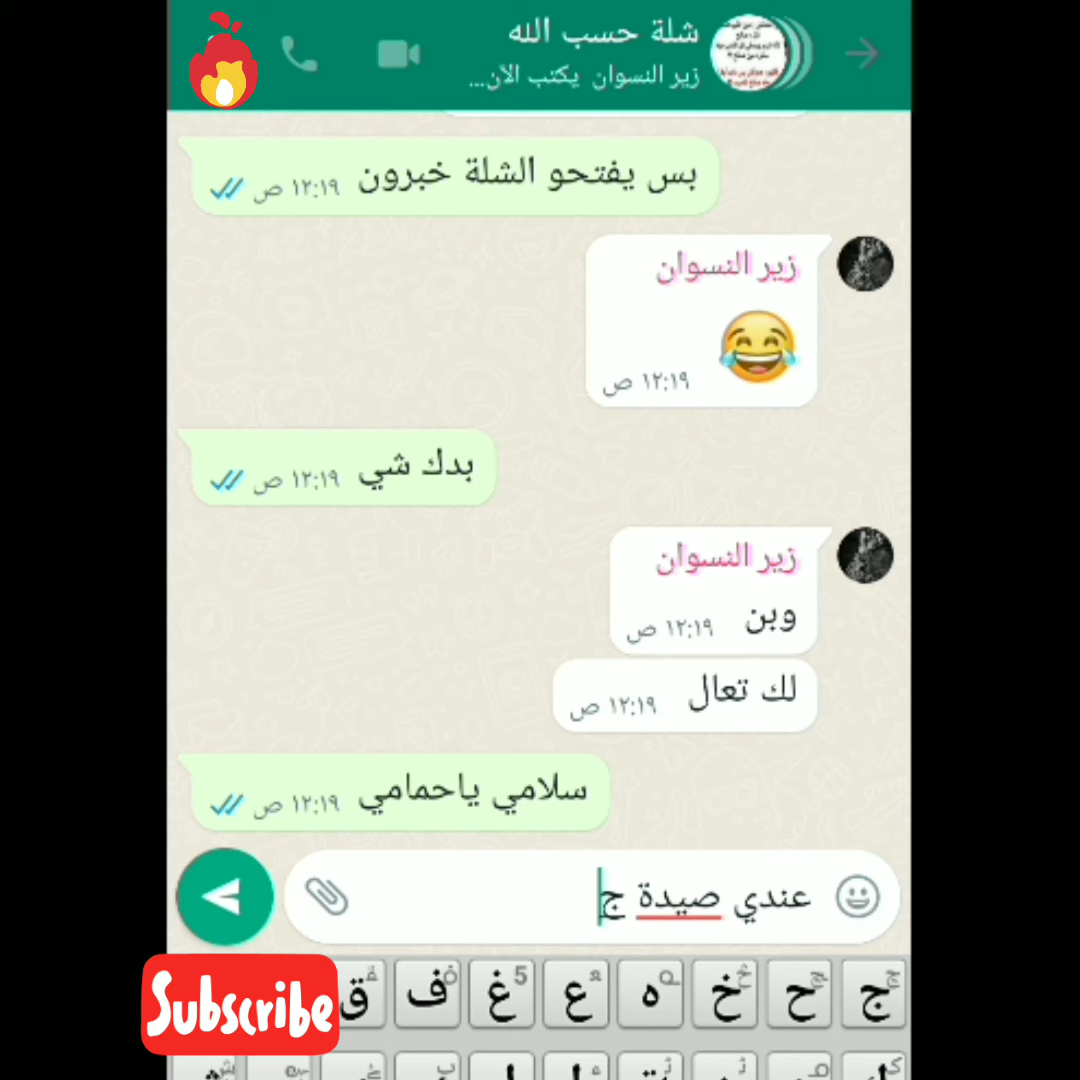 شلة حسب الله
زير النسوان يكتب الآن...
بس يفتحو الشلة خبرون
١٢:١٩ ص
زير النسوان
😂
١٢:١٩ ص
بدك شي
١٢:١٩ ص
زير النسوان
وبن
١٢:١٩ ص
لك تعال
١٢:١٩ ص
سلامي ياحمامي
١٢:١٩ ص
عندي صيدة ج
ج ح خ ه ع غ ف ق
Subscribe